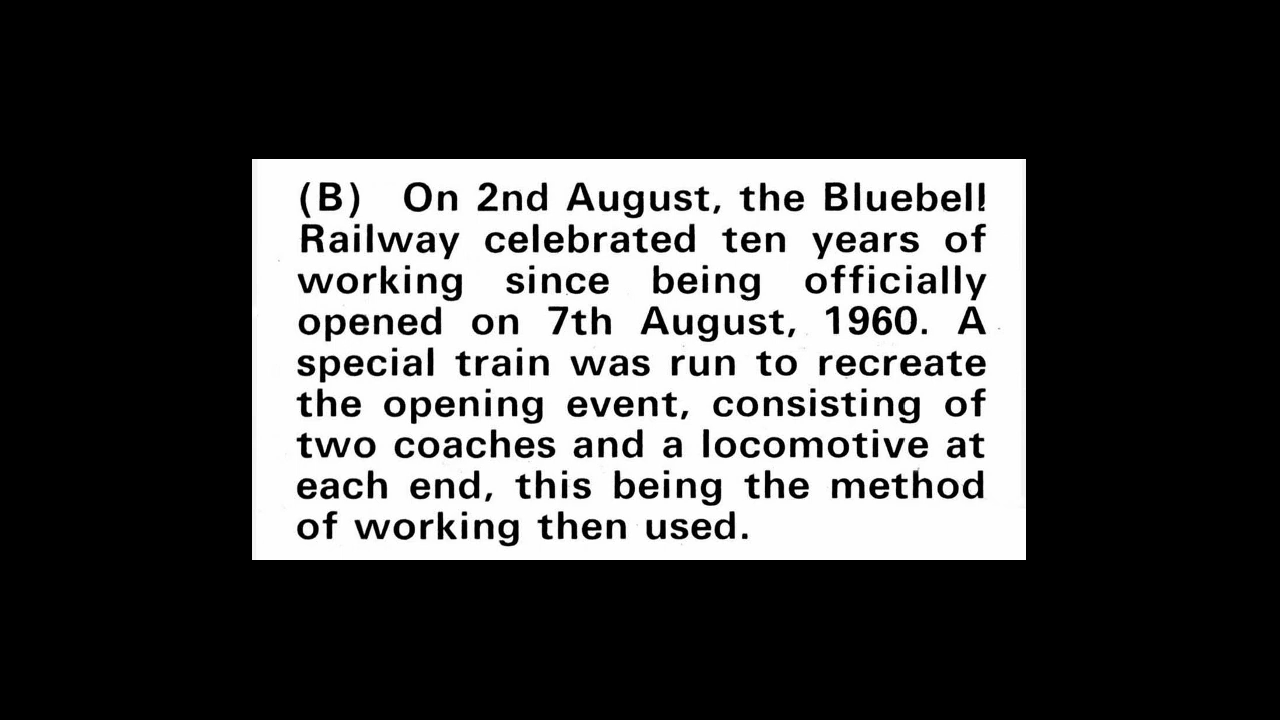 (B) On 2nd August, the Bluebell
Railway celebrated ten years of
working since being officially
opened on 7th August, 1960. A
special train was run to recreate
the opening event, consisting of
two coaches and a locomotive at
each end, this being the method
of working then used.